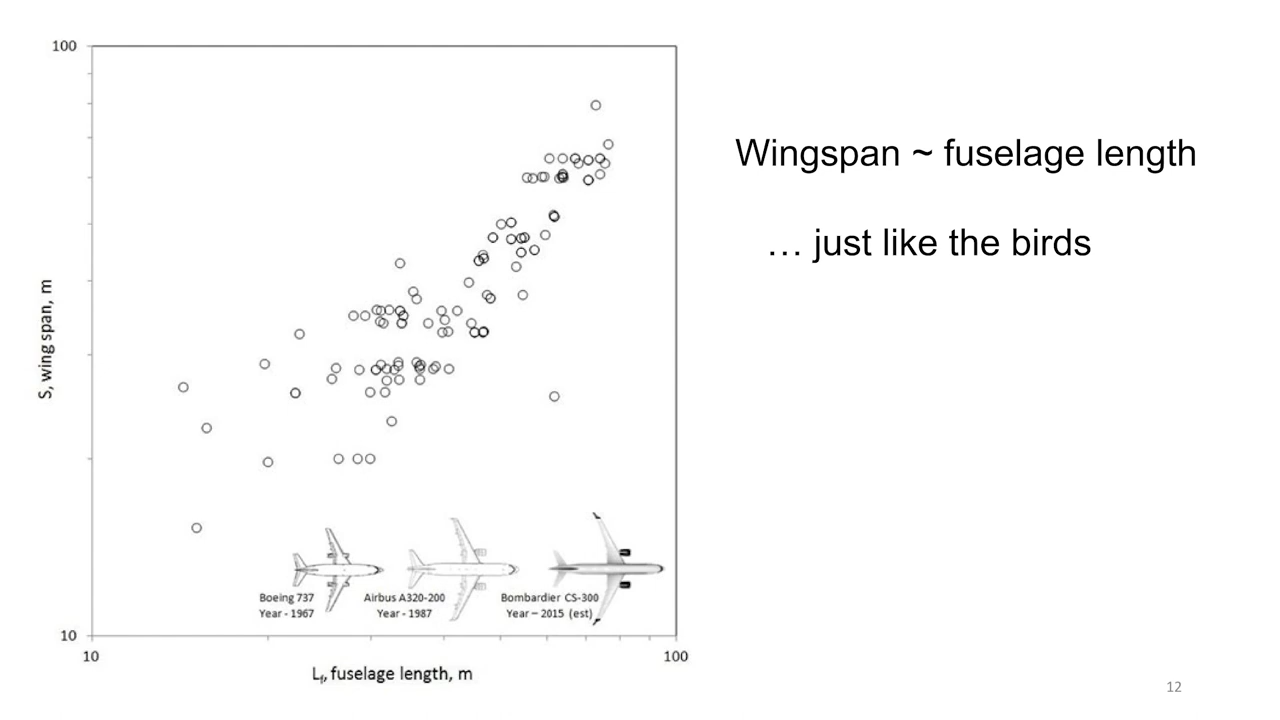 100
10
S, wing span, m
Boeing 737
Year - 1967
Airbus A320-200
Year - 1987
Bombardier CS-300
Year – 2015 (est)
10
100
Lf, fuselage length, m
Wingspan ~ fuselage length
… just like the birds
12